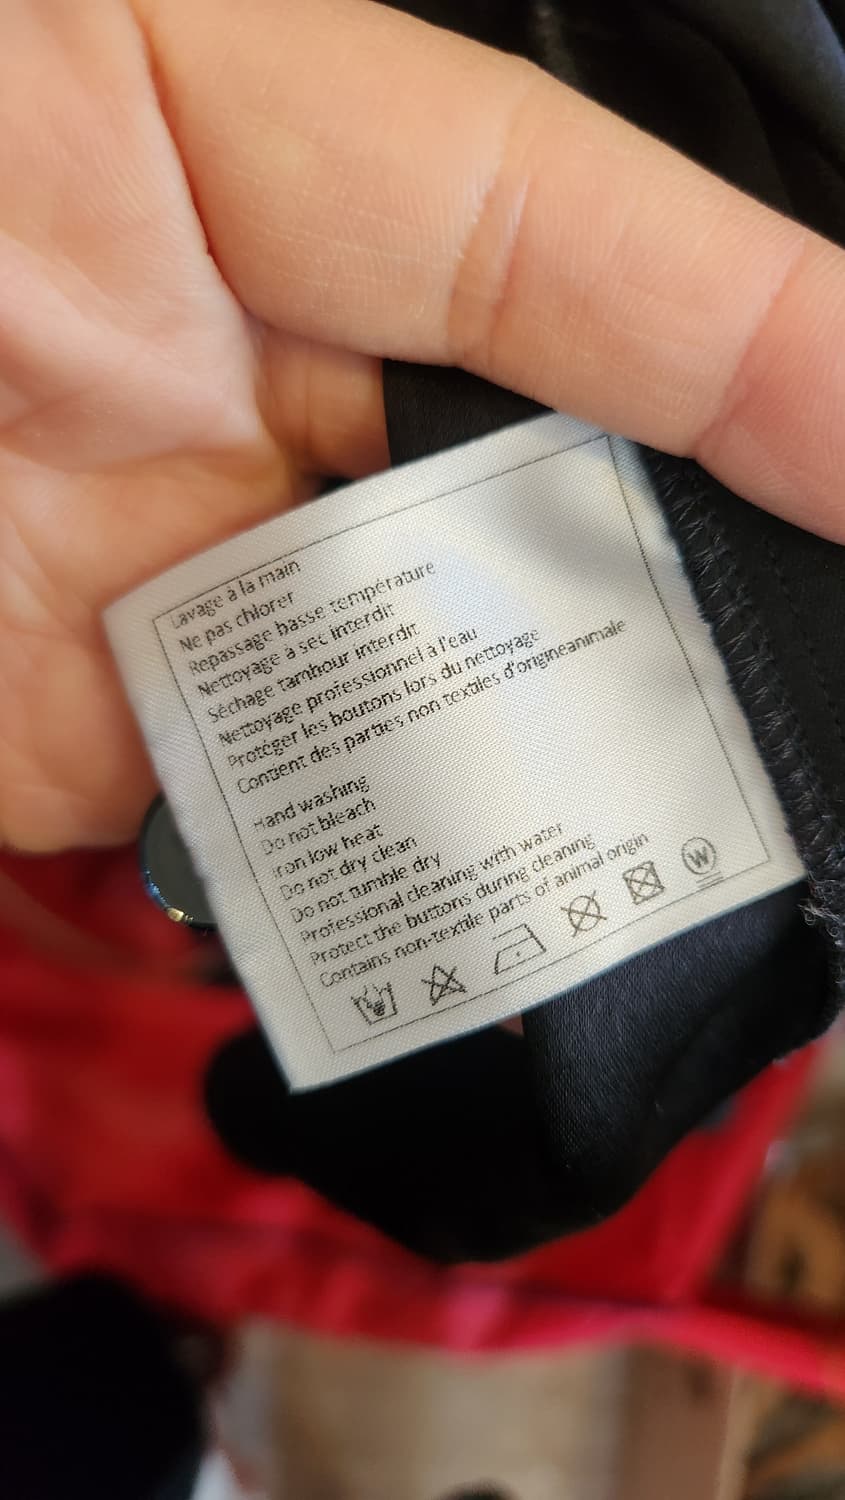 Lavage à la main
Ne pas chlorer
Repassage basse température
Nettoyage à sec interdit
Séchage tambour interdit
Nettoyage professionnel à l'eau
Protéger les boutons lors du nettoyage
Contient des parties non textiles d'origineanimale
Hand washing
Do not bleach
Iron low heat
Do not dry clean
Do not tumble dry
Professional cleaning with water
Protect the buttons during cleaning
Contains non-textile parts of animal origin
W